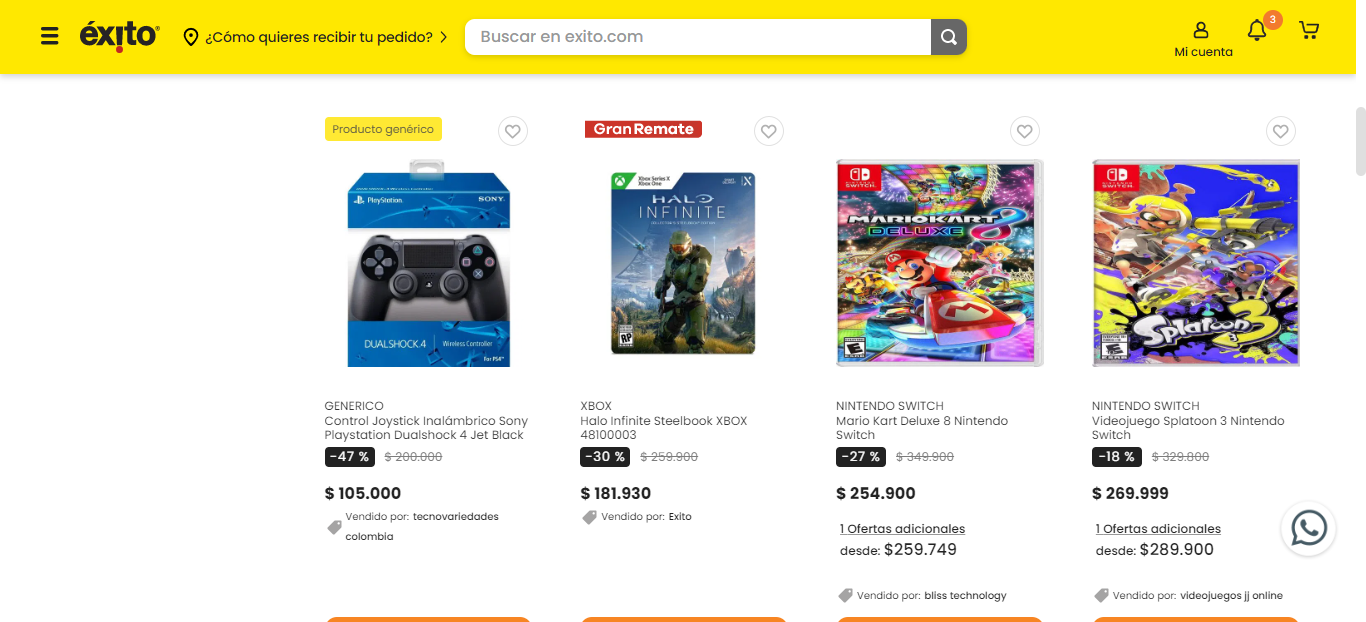 éxito
¿Cómo quieres recibir tu pedido?
Buscar en exito.com
3
Mi cuenta
Producto genérico
GranRemate
PlayStation
SONY
DUALSHOCK 4
Wireless Controller
For PS4
Xbox Series X
Xbox One
HALO
INFINITE
RP
NINTENDO
SWITCH
MARIOKART 8
DELUXE
M
E
NINTENDO
SWITCH
Splatoon 3
GENERICO
Control Joystick Inalámbrico Sony
Playstation Dualshock 4 Jet Black
-47 % $ 200.000
$ 105.000
Vendido por: tecnovariedades
colombia
XBOX
Halo Infinite Steelbook XBOX
48100003
-30 % $ 259.900
$ 181.930
Vendido por: Exito
NINTENDO SWITCH
Mario Kart Deluxe 8 Nintendo
Switch
-27 % $ 349.900
$ 254.900
1 Ofertas adicionales
desde: $259.749
Vendido por: bliss technology
NINTENDO SWITCH
Videojuego Splatoon 3 Nintendo
Switch
-18 % $ 329.800
$ 269.999
1 Ofertas adicionales
desde: $289.900
Vendido por: videojuegos jj online